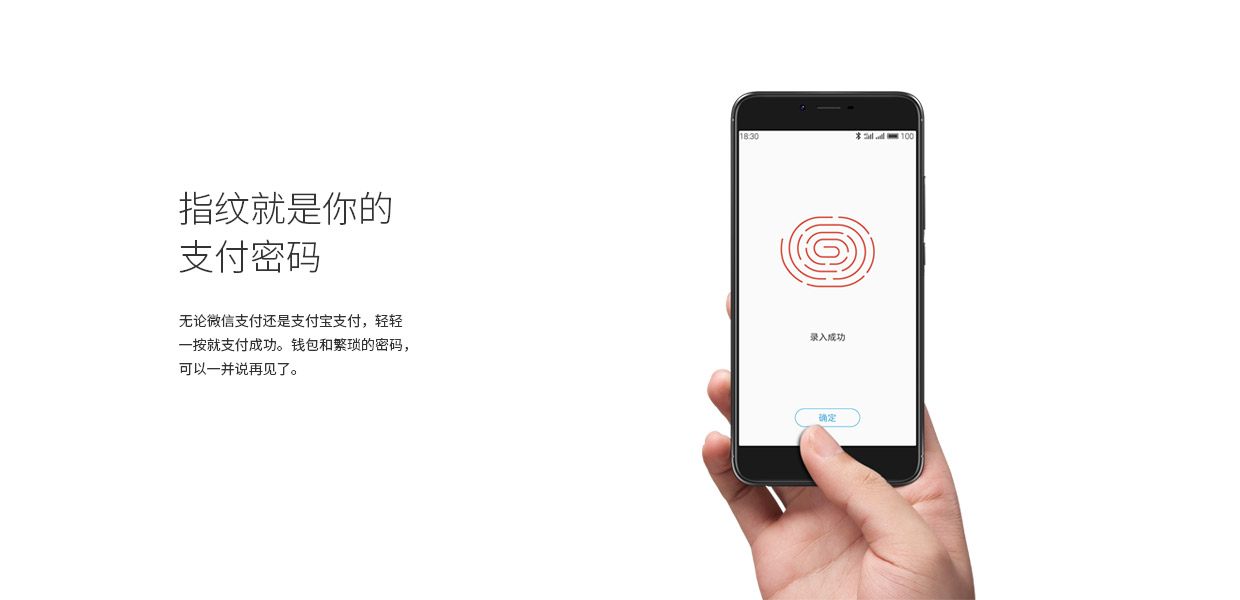 指纹就是你的
支付密码
无论微信支付还是支付宝支付，轻轻
一按就支付成功。钱包和繁琐的密码，
可以一并说再见了。
18:30
100
录入成功
确定